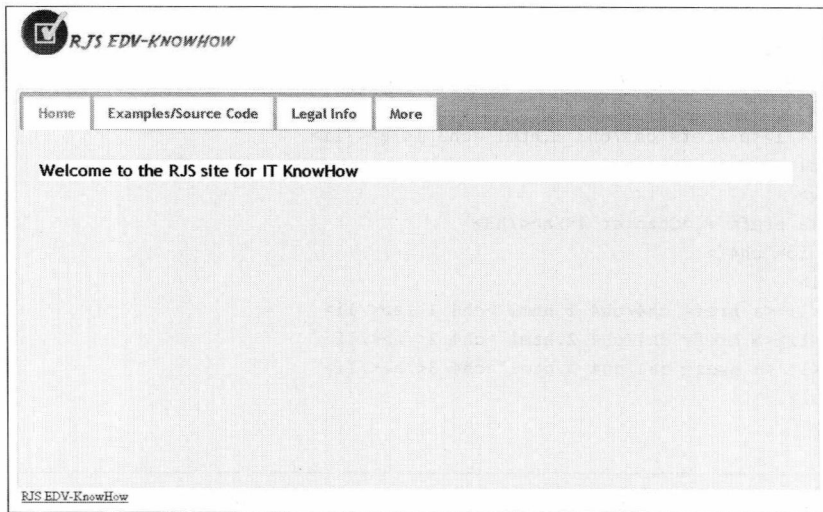 RJS EDV-KNOWHOW
Home Examples/Source Code Legal Info More
Welcome to the RJS site for IT KnowHow
RJS EDV-KnowHow